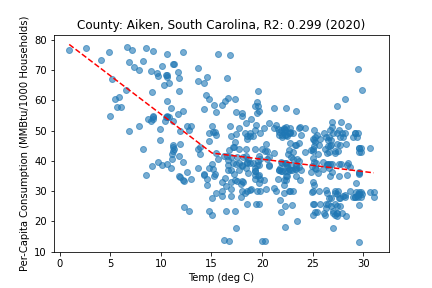 County: Aiken, South Carolina, R2: 0.299 (2020)
Per-Capita Consumption (MMBtu/1000 Households)
80
70
60
50
40
30
20
10
0 5 10 15 20 25 30
Temp (deg C)